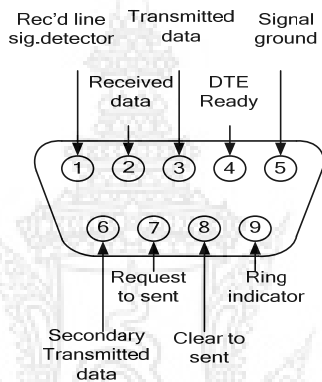 Rec'd line
sig.detector
Transmitted
data
Signal
ground
Received
data
DTE
Ready
1
2
3
4
5
6
7
8
9
Request
to sent
Ring
indicator
Secondary
Transmitted
data
Clear to
sent